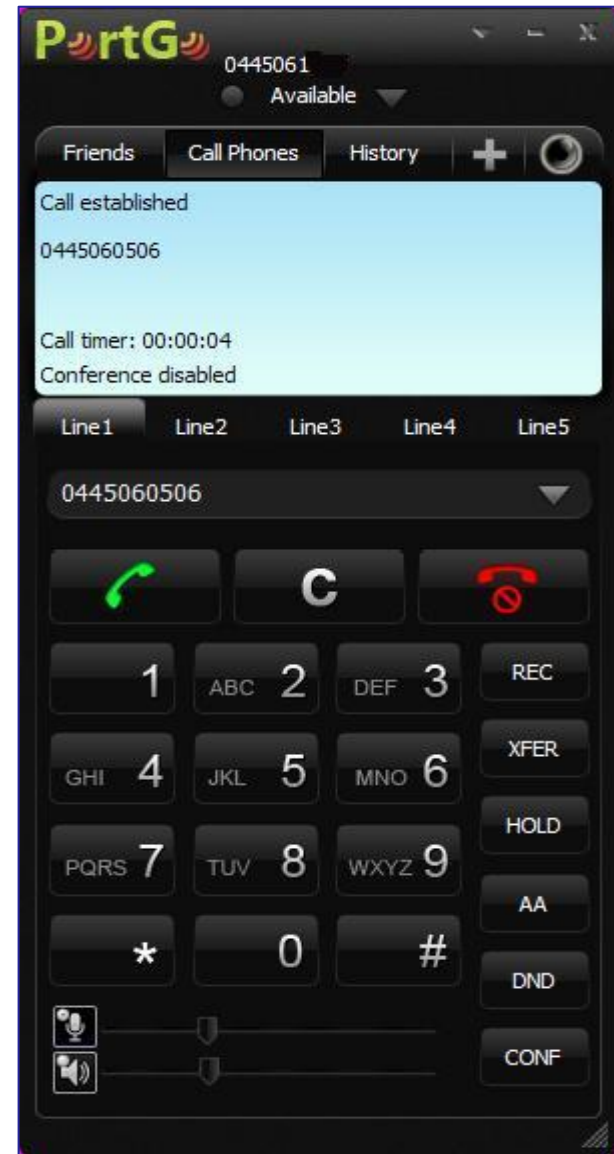 PortGo
0445061
Available
Friends Call Phones History
Call established
0445060506
Call timer: 00:00:04
Conference disabled
Line1 Line2 Line3 Line4 Line5
0445060506
C
1 ABC 2 DEF 3 REC
GHI 4 JKL 5 MNO 6 XFER
PQRS 7 TUV 8 WXYZ 9 HOLD
AA
* 0 #
DND
CONF